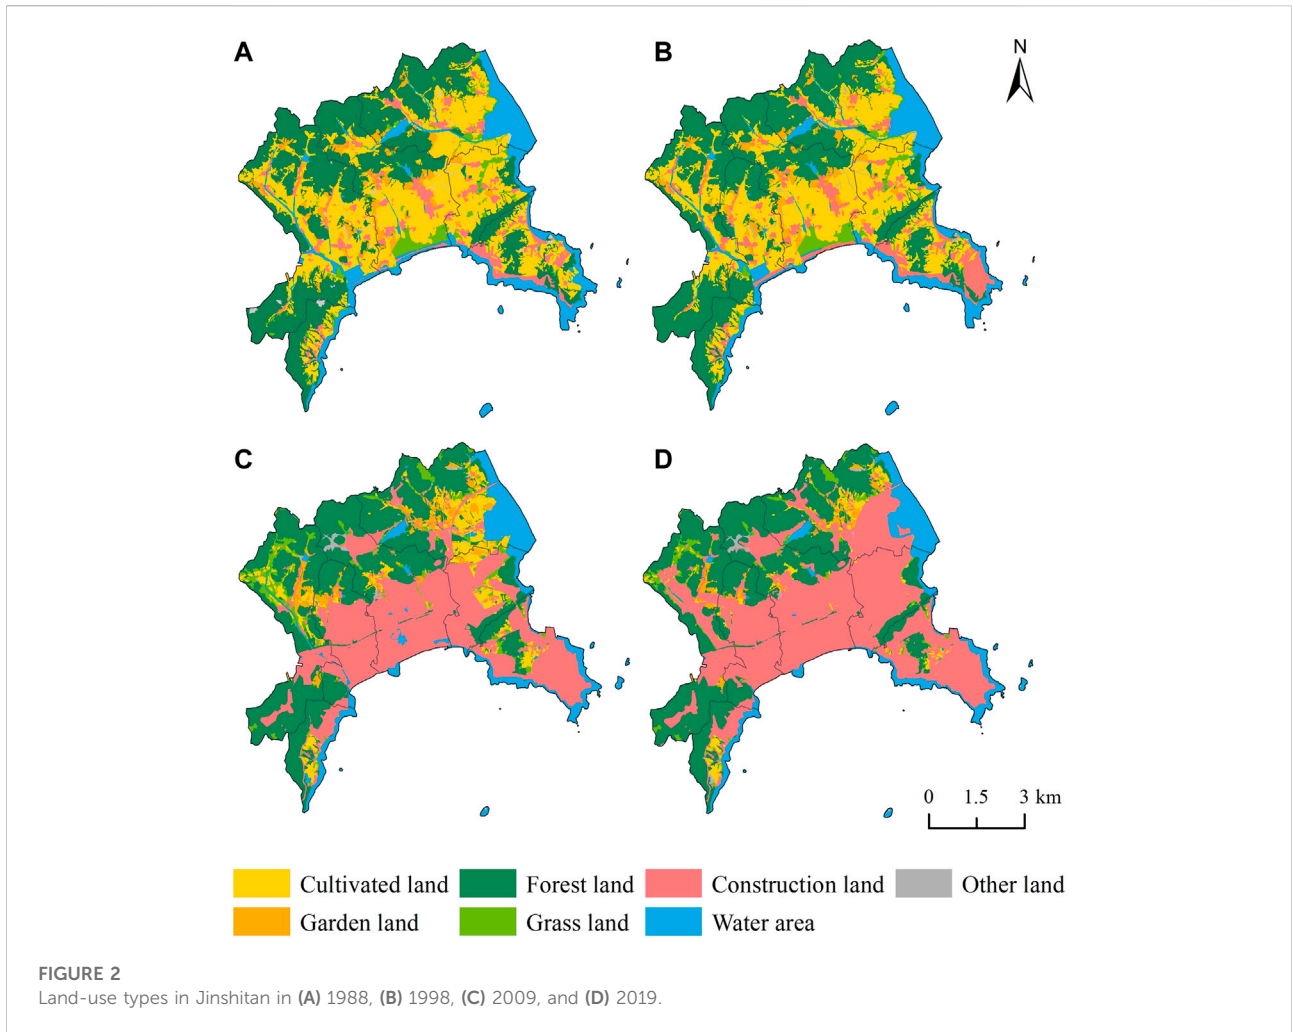 A
B
N
C
D
0 1.5 3 km
Cultivated land Forest land Construction land Other land
Garden land Grass land Water area
FIGURE 2
Land-use types in Jinshitan in (A) 1988, (B) 1998, (C) 2009, and (D) 2019.